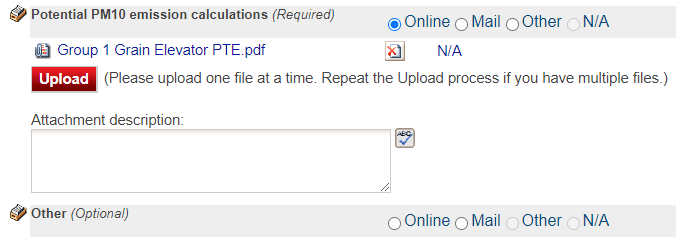 Potential PM10 emission calculations (Required) Online Mail Other N/A
Group 1 Grain Elevator PTE.pdf N/A
Upload (Please upload one file at a time. Repeat the Upload process if you have multiple files.)
Attachment description:
ABC
Other (Optional) Online Mail Other N/A